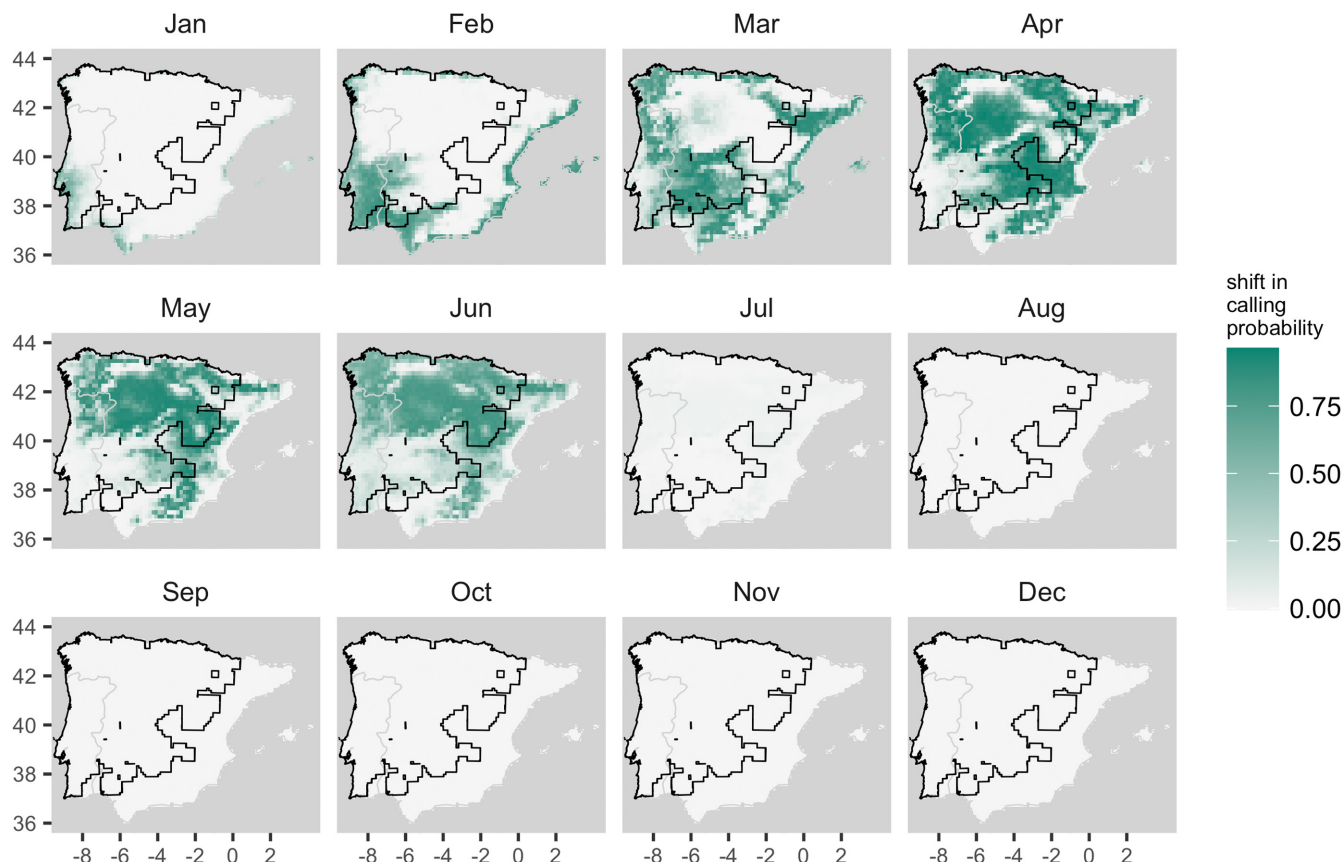 Jan Feb Mar Apr
44
42
40
38
36
May Jun Jul Aug
44
42
40
38
36
shift in
calling
probability
0.75
0.50
0.25
0.00
Sep Oct Nov Dec
44
42
40
38
36
-8 -6 -4 -2 0 2 -8 -6 -4 -2 0 2 -8 -6 -4 -2 0 2 -8 -6 -4 -2 0 2